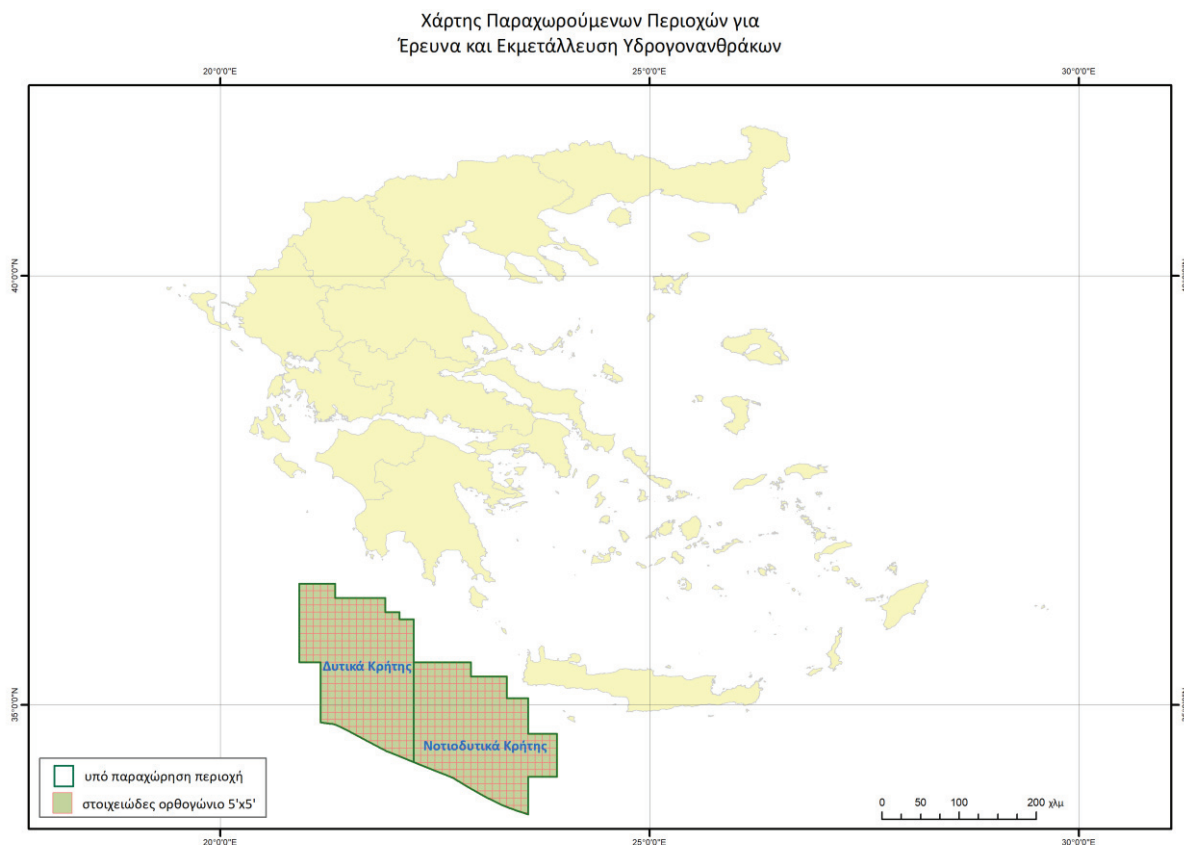 Χάρτης Παραχωρούμενων Περιοχών για
Έρευνα και Εκμετάλλευση Υδρογονανθράκων
20°0'0"E 25°0'0"E 30°0'0"E
40°0'0"N
Δυτικά Κρήτης
35°0'0"N
Νοτιοδυτικά Κρήτης
υπό παραχώρηση περιοχή
στοιχειώδες ορθογώνιο 5'x5'
0 50 100 200 χλμ
20°0'0"E 25°0'0"E 30°0'0"E